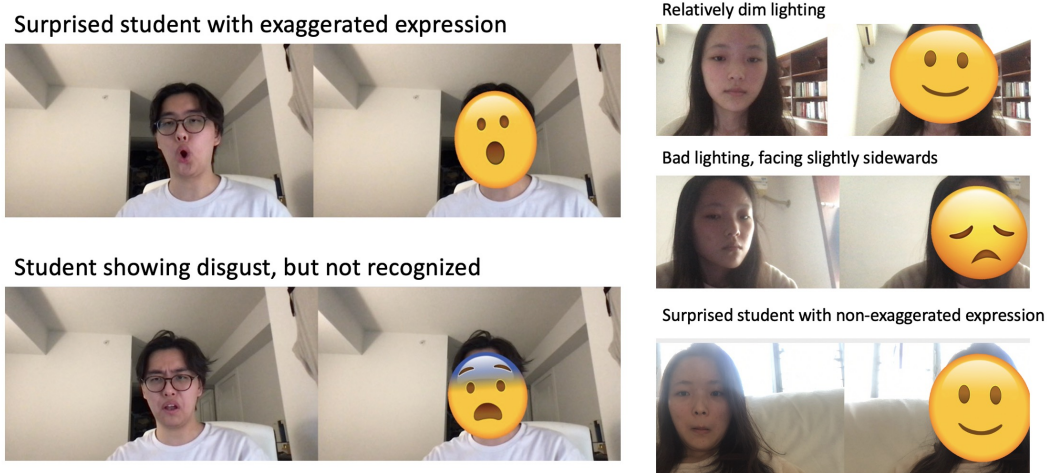 Surprised student with exaggerated expression
Student showing disgust, but not recognized
Relatively dim lighting
Bad lighting, facing slightly sidewards
Surprised student with non-exaggerated expression